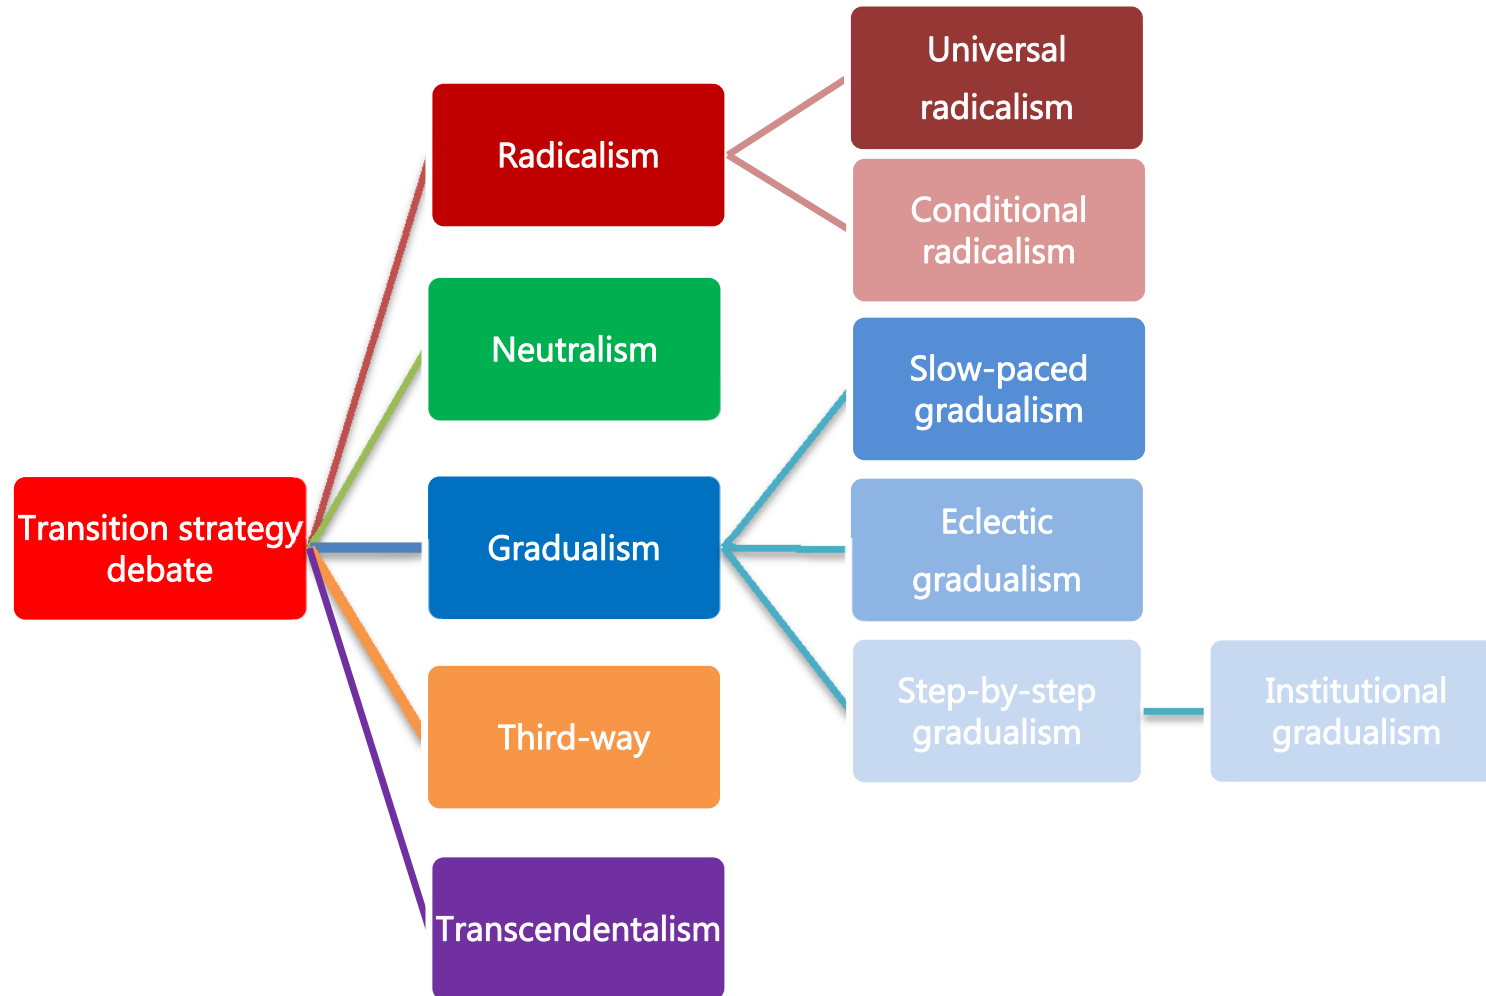 Transition strategy
debate
Radicalism
Universal
radicalism
Conditional
radicalism
Neutralism
Gradualism
Slow-paced
gradualism
Eclectic
gradualism
Step-by-step
gradualism
Institutional
gradualism
Third-way
Transcendentalism